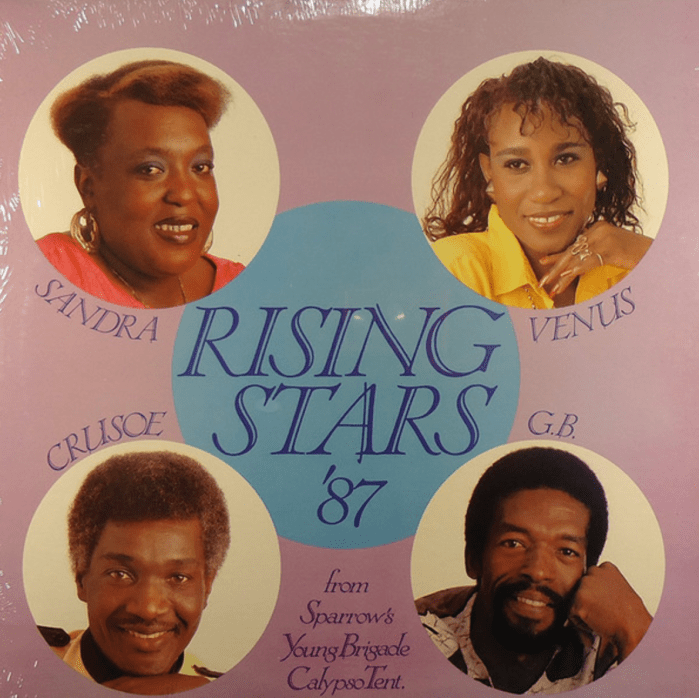 SANDRA
VENUS
RISING
STARS
'87
CRUSOE
G.B.
from
Sparrow's
Young Brigade
Calypso Tent.